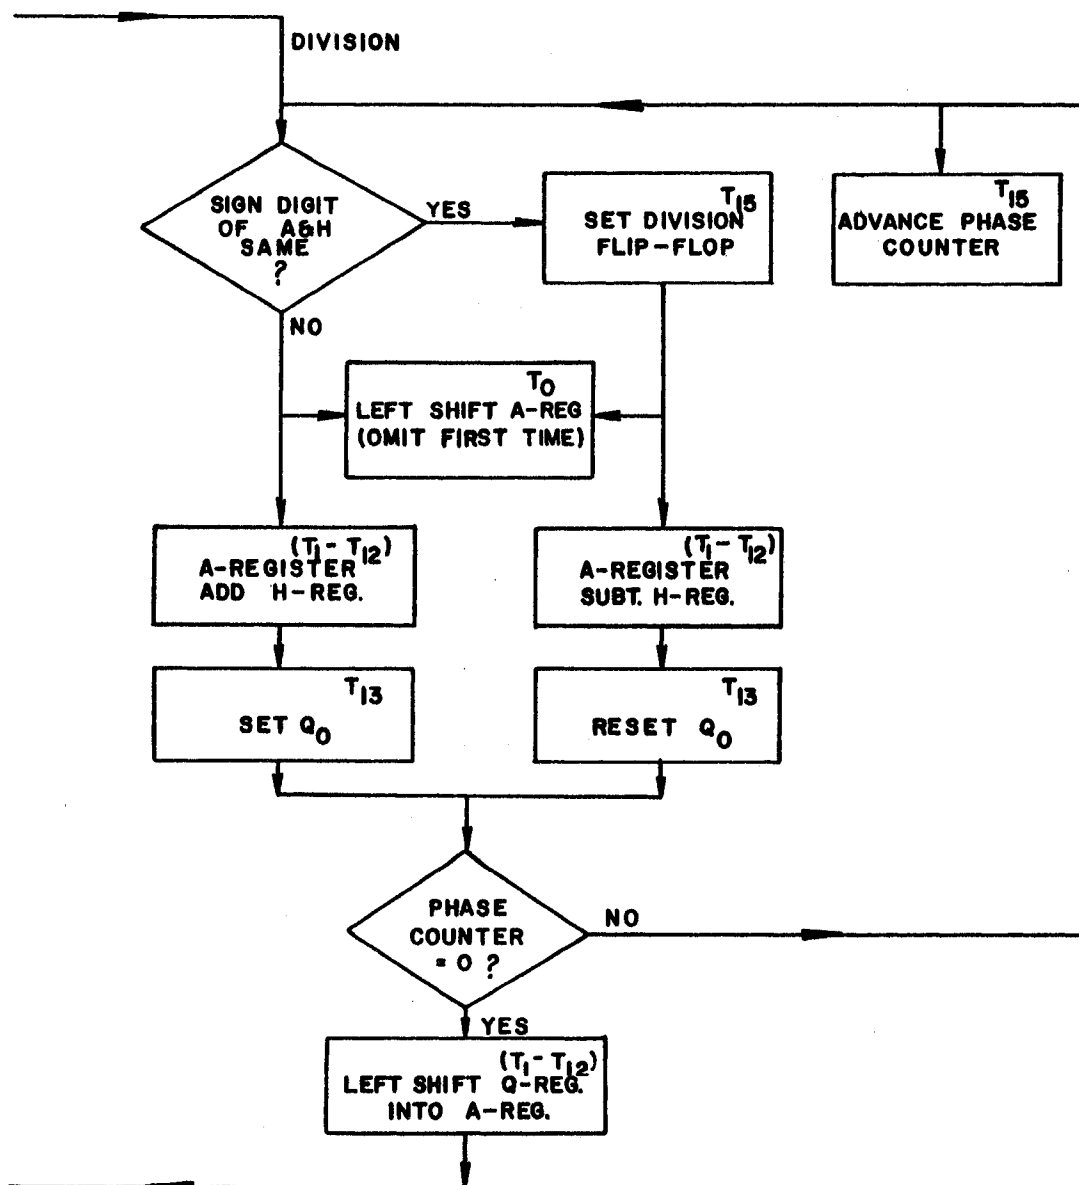 DIVISION
SIGN DIGIT
OF A&H
SAME
?
YES
T15
SET DIVISION
FLIP-FLOP
T15
ADVANCE PHASE
COUNTER
NO
T0
LEFT SHIFT A-REG
(OMIT FIRST TIME)
(T1-T12)
A-REGISTER
ADD H-REG.
(T1-T12)
A-REGISTER
SUBT. H-REG.
T13
SET Q0
T13
RESET Q0
PHASE
COUNTER
= 0 ?
NO
YES
(T1-T12)
LEFT SHIFT Q-REG.
INTO A-REG.